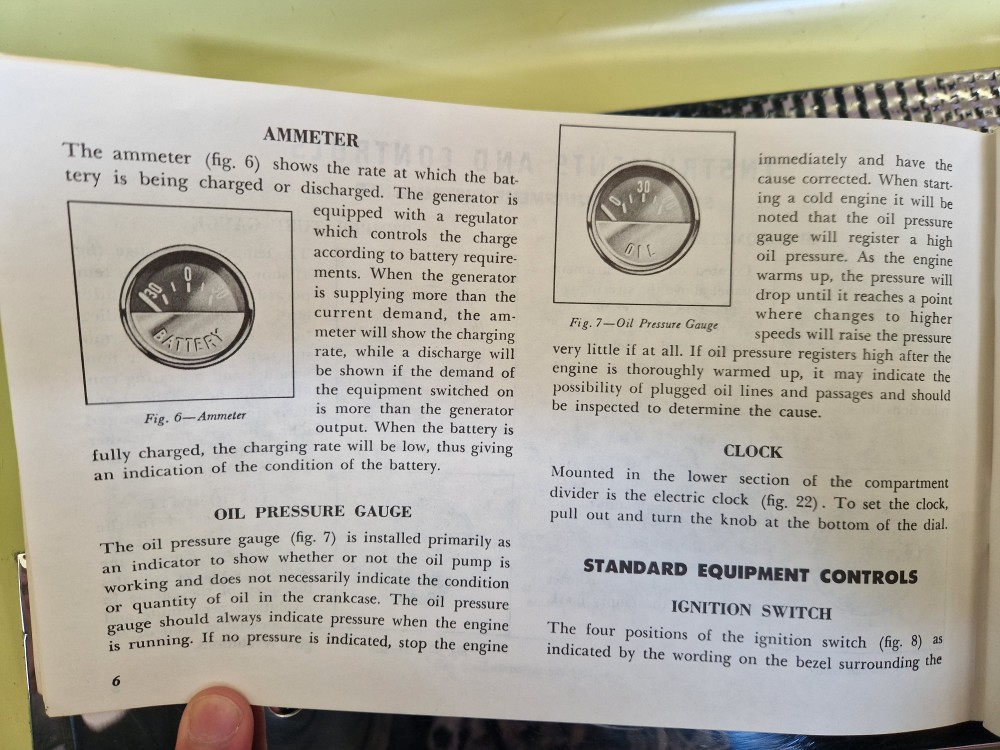 AMMETER
The ammeter (fig. 6) shows the rate at which the bat-
tery is being charged or discharged. The generator is
equipped with a regulator
which controls the charge
according to battery require-
ments. When the generator
is supplying more than the
current demand, the am-
meter will show the charging
rate, while a discharge will
be shown if the demand of
the equipment switched on
is more than the generator
output. When the battery is
30 0 30
BATTERY
Fig. 6—Ammeter
fully charged, the charging rate will be low, thus giving
an indication of the condition of the battery.
OIL PRESSURE GAUGE
The oil pressure gauge (fig. 7) is installed primarily as
an indicator to show whether or not the oil pump is
working and does not necessarily indicate the condition
or quantity of oil in the crankcase. The oil pressure
gauge should always indicate pressure when the engine
is running. If no pressure is indicated, stop the engine
6
0 30
OIL
Fig. 7—Oil Pressure Gauge
immediately and have the
cause corrected. When start-
ing a cold engine it will be
noted that the oil pressure
gauge will register a high
oil pressure. As the engine
warms up, the pressure will
drop until it reaches a point
where changes to higher
speeds will raise the pressure
very little if at all. If oil pressure registers high after the
engine is thoroughly warmed up, it may indicate the
possibility of plugged oil lines and passages and should
be inspected to determine the cause.
CLOCK
Mounted in the lower section of the compartment
divider is the electric clock (fig. 22). To set the clock,
pull out and turn the knob at the bottom of the dial.
STANDARD EQUIPMENT CONTROLS
IGNITION SWITCH
The four positions of the ignition switch (fig. 8) as
indicated by the wording on the bezel surrounding the